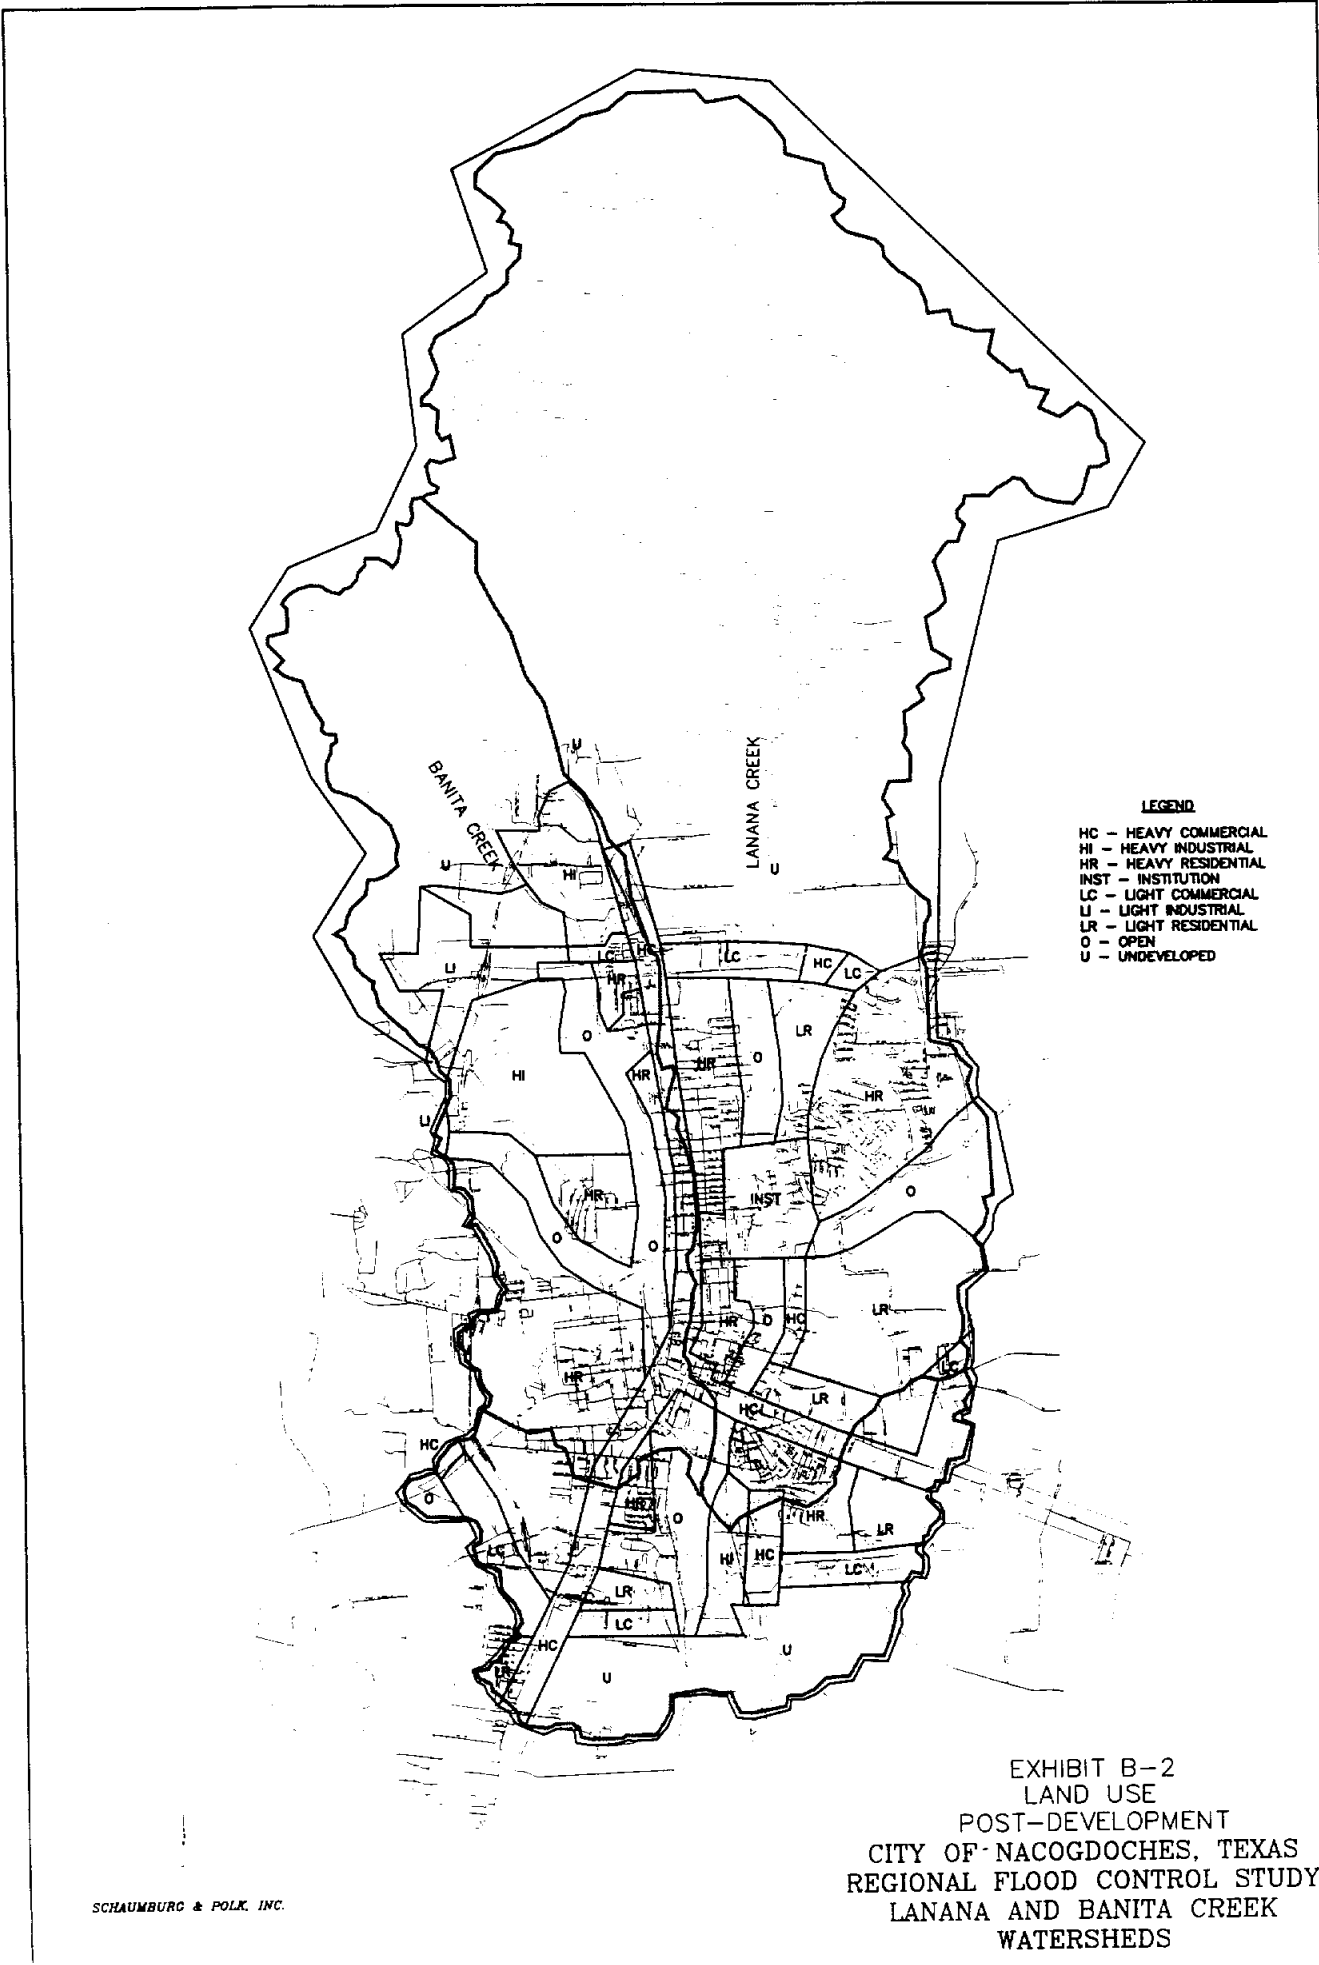 U
BANITA CREEK
LANANA CREEK
U
U
HI
LEGEND
HC - HEAVY COMMERCIAL
HI - HEAVY INDUSTRIAL
HR - HEAVY RESIDENTIAL
INST - INSTITUTION
LC - LIGHT COMMERCIAL
LI - LIGHT INDUSTRIAL
LR - LIGHT RESIDENTIAL
O - OPEN
U - UNDEVELOPED
LC
HC
LC
HC
LC
LI
HR
O
LR
HI
HR
HR
O
HR
LI
HR
INST
O
O
O
HR
O
HC
LR
LC
HR
HC
LR
HC
O
HR
O
HR
LR
LC
HI
HC
LC
LR
LC
HC
U
LR
U
EXHIBIT B-2
LAND USE
POST-DEVELOPMENT
CITY OF NACOGDOCHES, TEXAS
REGIONAL FLOOD CONTROL STUDY
LANANA AND BANITA CREEK
WATERSHEDS
SCHAUMBURG & POLK, INC.